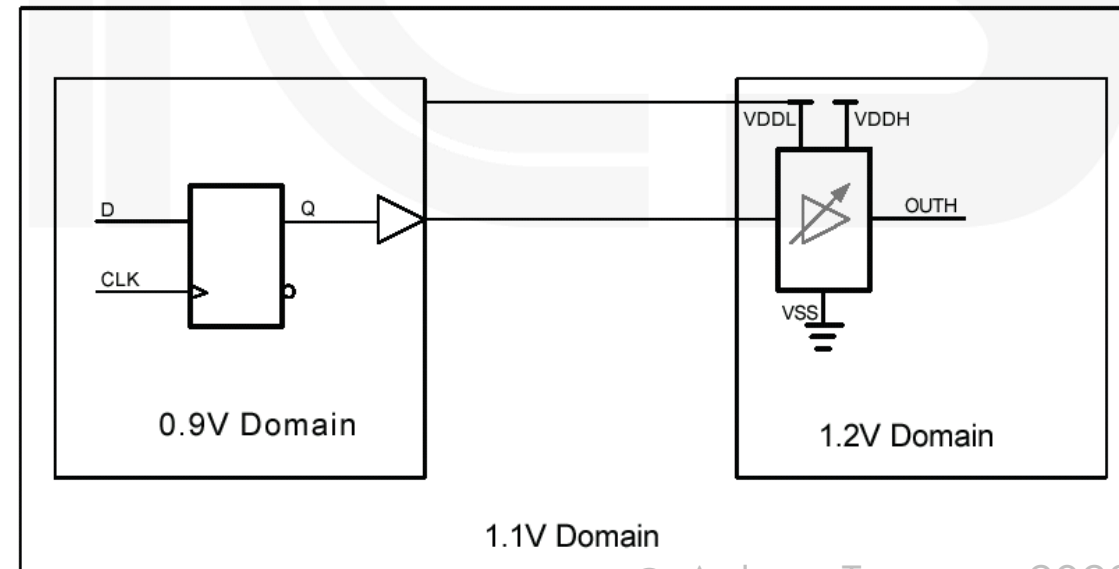 VDDL
VDDH
D
Q
OUTH
CLK
VSS
0.9V Domain
1.2V Domain
1.1V Domain